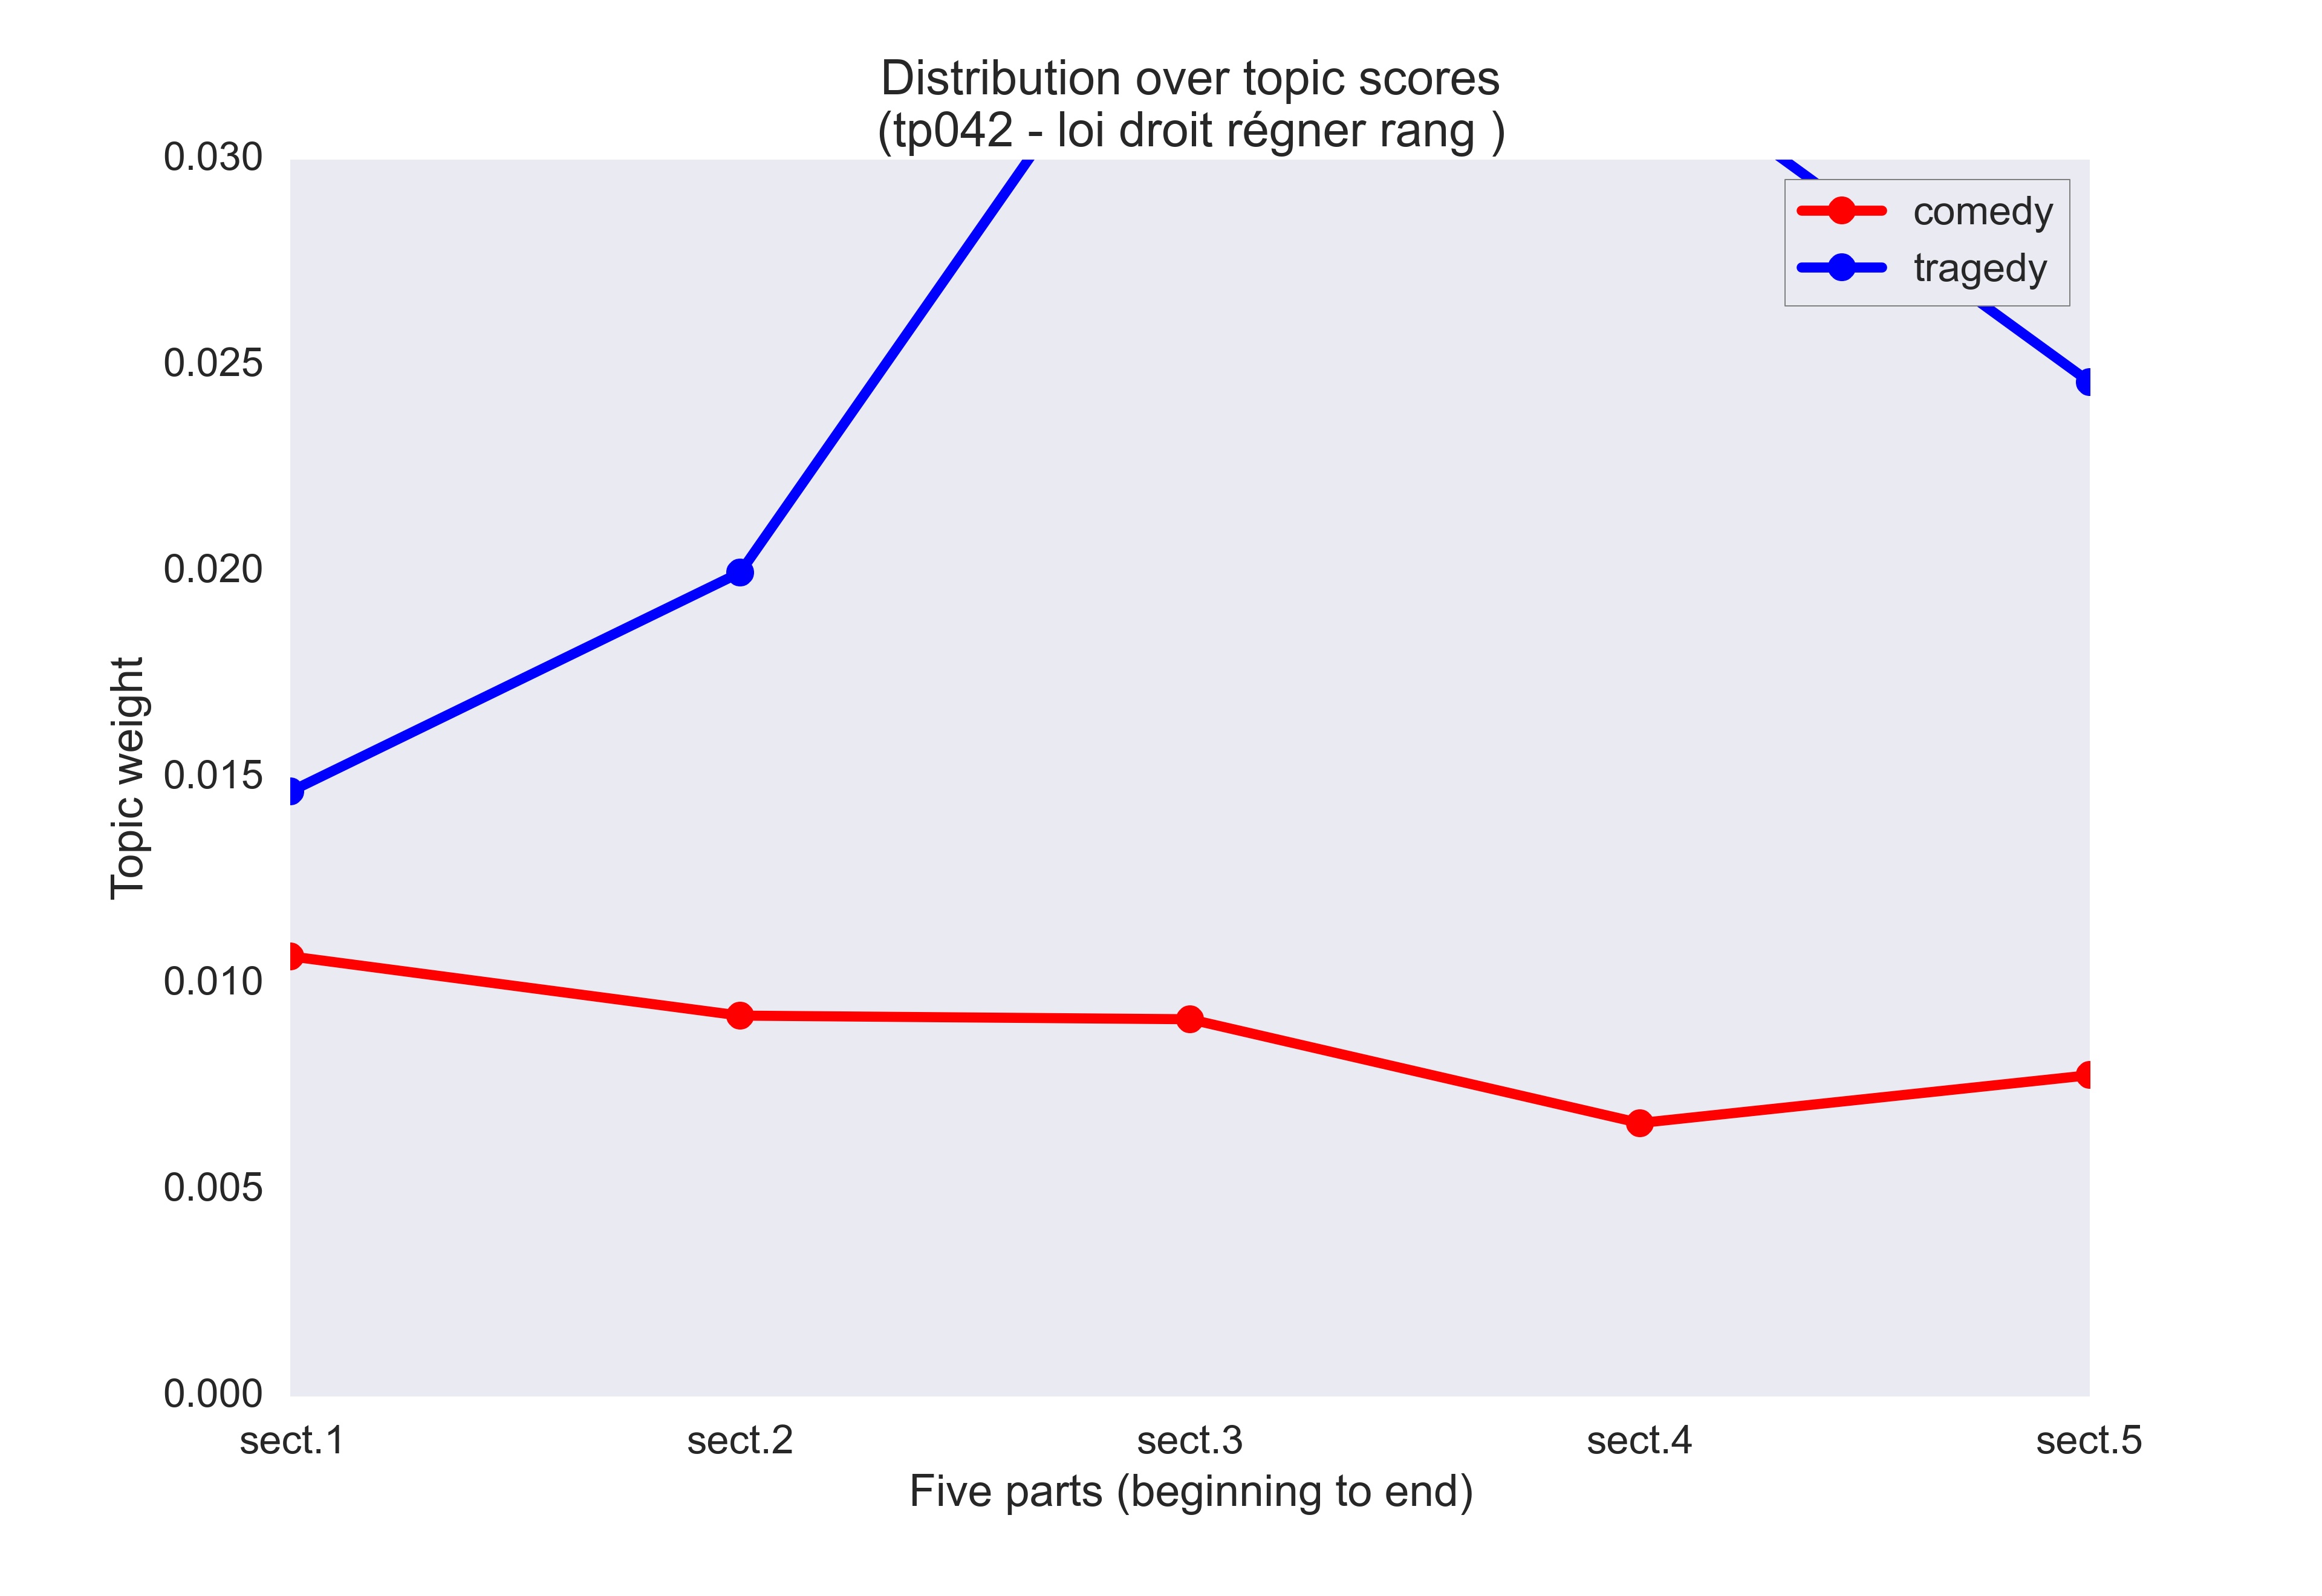 Distribution over topic scores
(tp042 - loi droit régner rang )
0.030
0.025
0.020
0.015
0.010
0.005
0.000
Topic weight
comedy
tragedy
sect.1
sect.2
sect.3
sect.4
sect.5
Five parts (beginning to end)